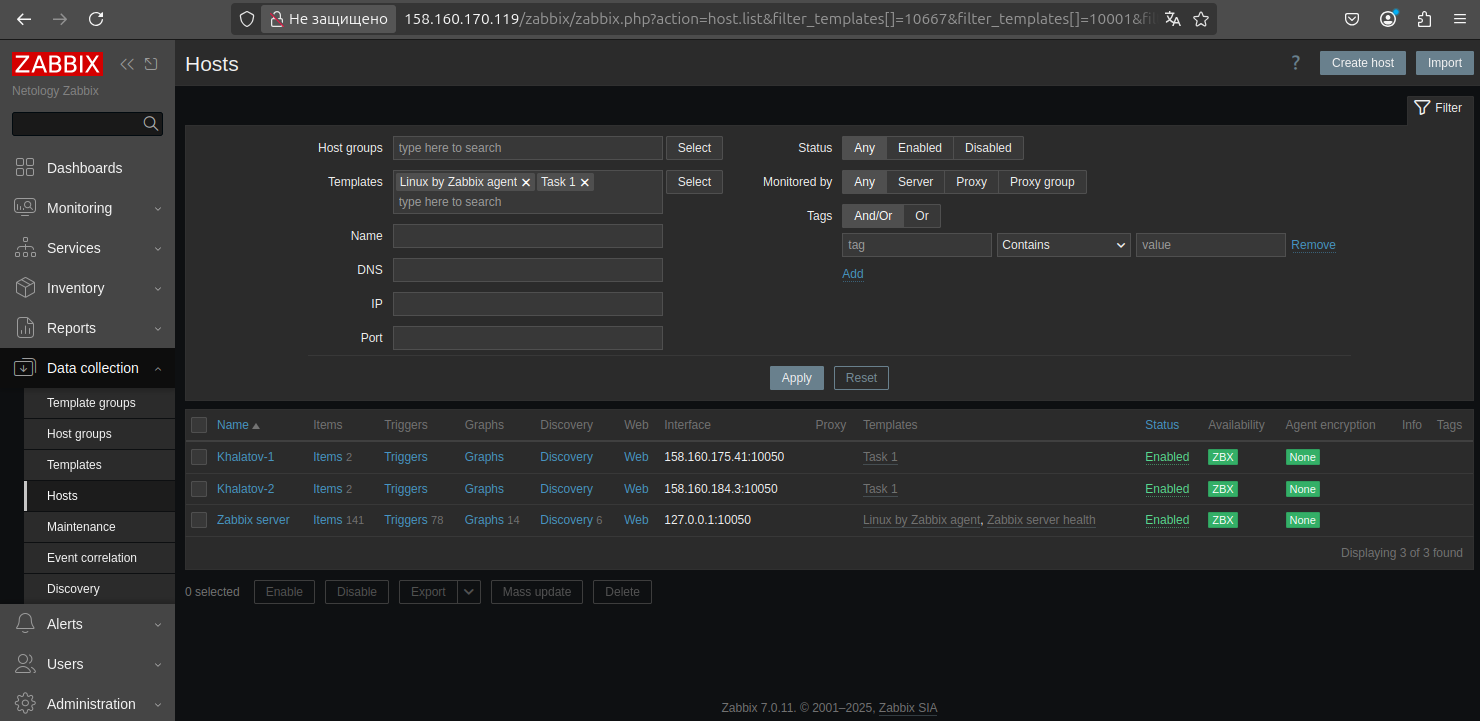 Не защищено 158.160.170.119/zabbix/zabbix.php?action=host.list&filter_templates[]=10667&filter_templates[]=10001&fil
ZABBIX
Netology Zabbix
Dashboards
Monitoring
Services
Inventory
Reports
Data collection
Template groups
Host groups
Templates
Hosts
Maintenance
Event correlation
Discovery
Alerts
Users
Administration
Hosts
? Create host Import
Filter
Host groups type here to search Select
Templates Linux by Zabbix agent Task 1 Select
type here to search
Name
DNS
IP
Port
Status Any Enabled Disabled
Monitored by Any Server Proxy Proxy group
Tags And/Or Or
tag Contains value Remove
Add
Apply Reset
Name Items Triggers Graphs Discovery Web Interface Proxy Templates Status Availability Agent encryption Info Tags
Khalatov-1 Items 2 Triggers Graphs Discovery Web 158.160.175.41:10050 Task 1 Enabled ZBX None
Khalatov-2 Items 2 Triggers Graphs Discovery Web 158.160.184.3:10050 Task 1 Enabled ZBX None
Zabbix server Items 141 Triggers 78 Graphs 14 Discovery 6 Web 127.0.0.1:10050 Linux by Zabbix agent, Zabbix server health Enabled ZBX None
Displaying 3 of 3 found
0 selected Enable Disable Export Mass update Delete
Zabbix 7.0.11. © 2001–2025, Zabbix SIA